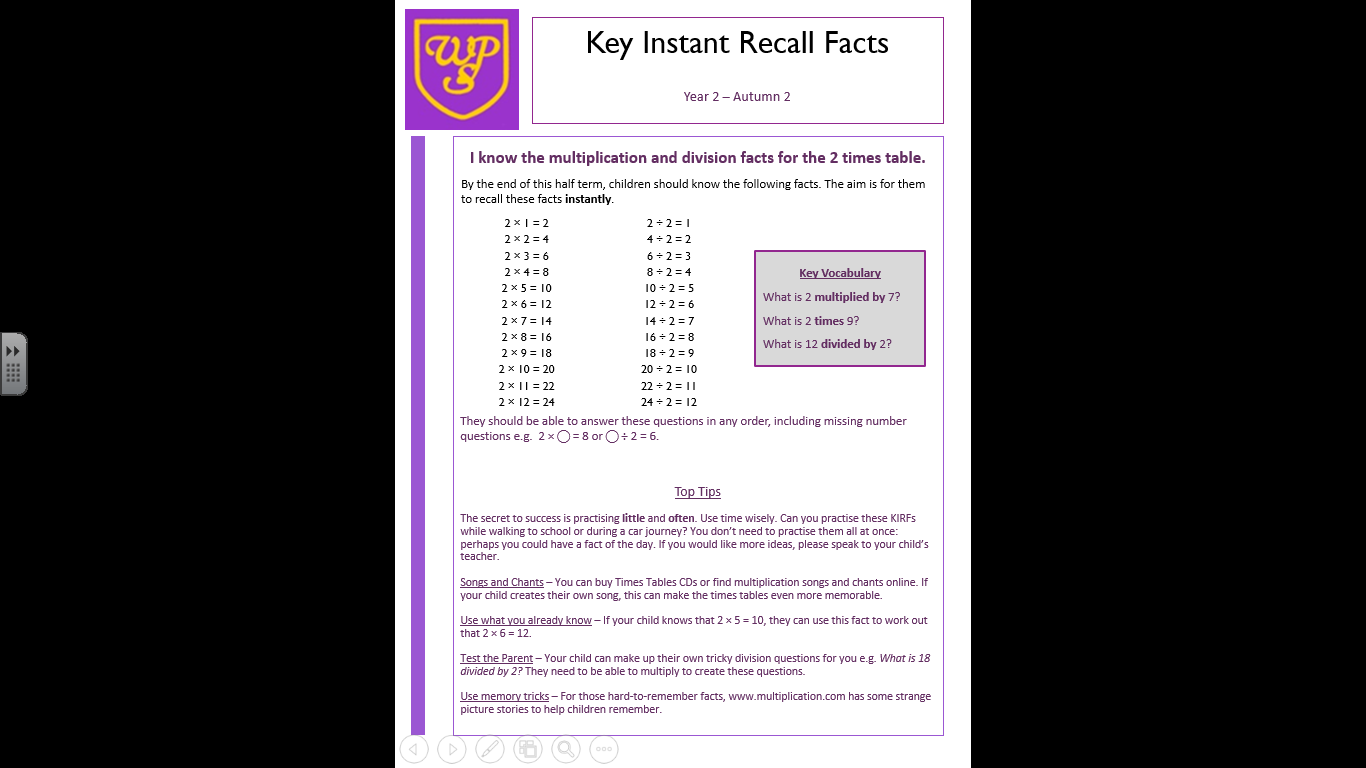 WPS
Key Instant Recall Facts
Year 2 – Autumn 2
I know the multiplication and division facts for the 2 times table.
By the end of this half term, children should know the following facts. The aim is for them
to recall these facts instantly.
2 × 1 = 2
2 × 2 = 4
2 × 3 = 6
2 × 4 = 8
2 × 5 = 10
2 × 6 = 12
2 × 7 = 14
2 × 8 = 16
2 × 9 = 18
2 × 10 = 20
2 × 11 = 22
2 × 12 = 24
2 ÷ 2 = 1
4 ÷ 2 = 2
6 ÷ 2 = 3
8 ÷ 2 = 4
10 ÷ 2 = 5
12 ÷ 2 = 6
14 ÷ 2 = 7
16 ÷ 2 = 8
18 ÷ 2 = 9
20 ÷ 2 = 10
22 ÷ 2 = 11
24 ÷ 2 = 12
Key Vocabulary
What is 2 multiplied by 7?
What is 2 times 9?
What is 12 divided by 2?
They should be able to answer these questions in any order, including missing number
questions e.g. 2 × ◯ = 8 or ◯ ÷ 2 = 6.
Top Tips
The secret to success is practising little and often. Use time wisely. Can you practise these KIRFs
while walking to school or during a car journey? You don’t need to practise them all at once:
perhaps you could have a fact of the day. If you would like more ideas, please speak to your child’s
teacher.
Songs and Chants – You can buy Times Tables CDs or find multiplication songs and chants online. If
your child creates their own song, this can make the times tables even more memorable.
Use what you already know – If your child knows that 2 × 5 = 10, they can use this fact to work out
that 2 × 6 = 12.
Test the Parent – Your child can make up their own tricky division questions for you e.g. What is 18
divided by 2? They need to be able to multiply to create these questions.
Use memory tricks – For those hard-to-remember facts, www.multiplication.com has some strange
picture stories to help children remember.